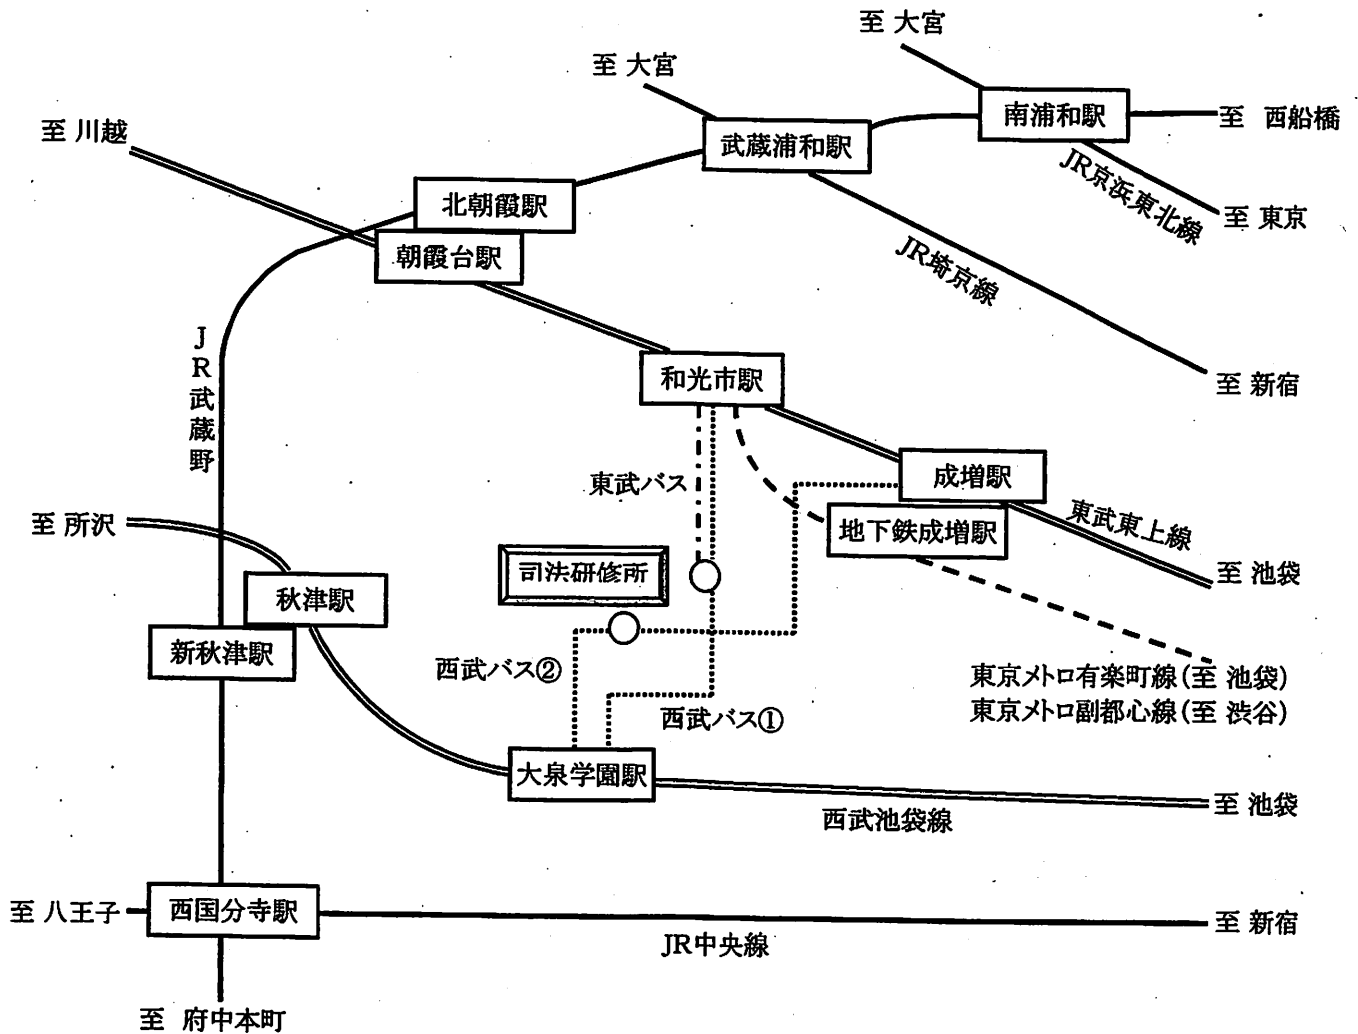 至 大宮
至 大宮
南浦和駅
至 西船橋
至 川越
武蔵浦和駅
JR京浜東北線
北朝霞駅
至 東京
朝霞台駅
JR埼京線
JR武蔵野
和光市駅
至 新宿
東武バス
成増駅
東武東上線
至 所沢
地下鉄成増駅
司法研修所
至 池袋
秋津駅
新秋津駅
西武バス②
東京メトロ有楽町線(至 池袋)
東京メトロ副都心線(至 渋谷)
西武バス①
大泉学園駅
至 池袋
西武池袋線
至 八王子
西国分寺駅
至 新宿
JR中央線
至 府中本町